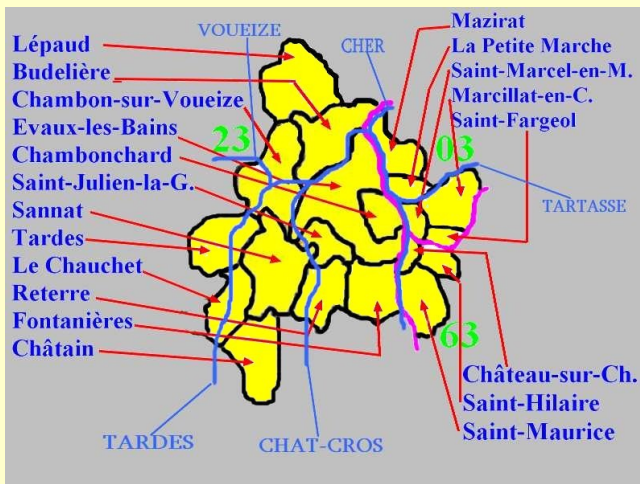 Lépaud
Budelière
Chambon-sur-Voueize
Evaux-les-Bains
Chambonchard
Saint-Julien-la-G.
Sannat
Tardes
Le Chauchet
Reterre
Fontanières
Châtain
VOUEIZE
CHER
23
03
63
TARTASSE
TARDES
CHAT-CROS
Mazirat
La Petite Marche
Saint-Marcel-en-M.
Marcillat-en-C.
Saint-Fargeol
Château-sur-Ch.
Saint-Hilaire
Saint-Maurice